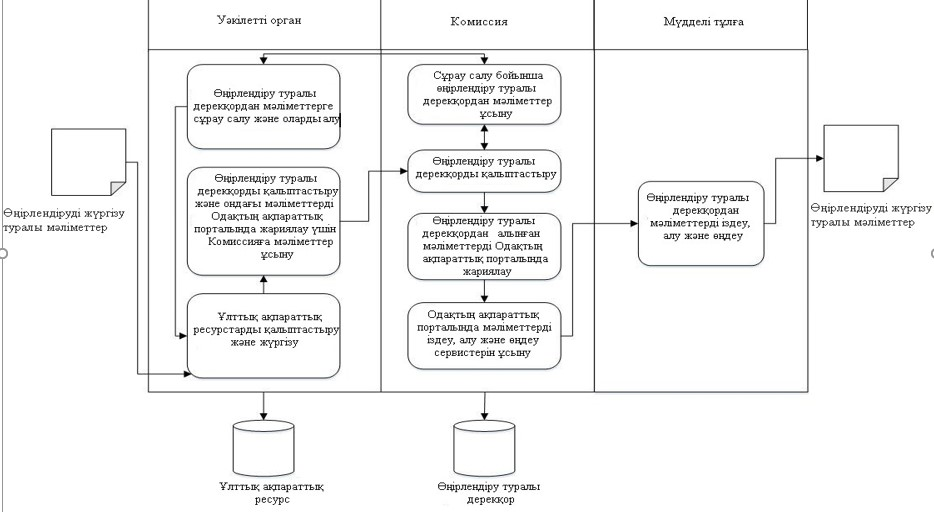 Уәкілетті орган
Комиссия
Мүдделі тұлға
Өңірлендіру туралы
дерекқордан мәліметтерге
сұрау салу және оларды алу
Сұрау салу бойынша
өңірлендіру туралы
дерекқордан мәліметтер
ұсыну
Өңірлендіруді жүргізу
туралы мәліметтер
Өңірлендіру туралы
дерекқорды қалыптастыру
және ондағы мәліметтерді
Одақтың ақпараттық
порталында жариялау үшін
Комиссияға мәліметтер
ұсыну
Өңірлендіру туралы
дерекқорды қалыптастыру
Өңірлендіру туралы
дерекқордан алынған
мәліметтерді Одақтың
ақпараттық порталында
жариялау
Өңірлендіру туралы
дерекқордан
мәліметтерді іздеу,
алу және өңдеу
Өңірлендіруді жүргізу
туралы мәліметтер
Ұлттық ақпараттық
ресурстарды қалыптастыру
және жүргізу
Одақтың ақпараттық
порталында мәліметтерді
іздеу, алу және өңдеу
сервистерін ұсыну
Ұлттық ақпараттық
ресурс
Өңірлендіру туралы
дерекқор